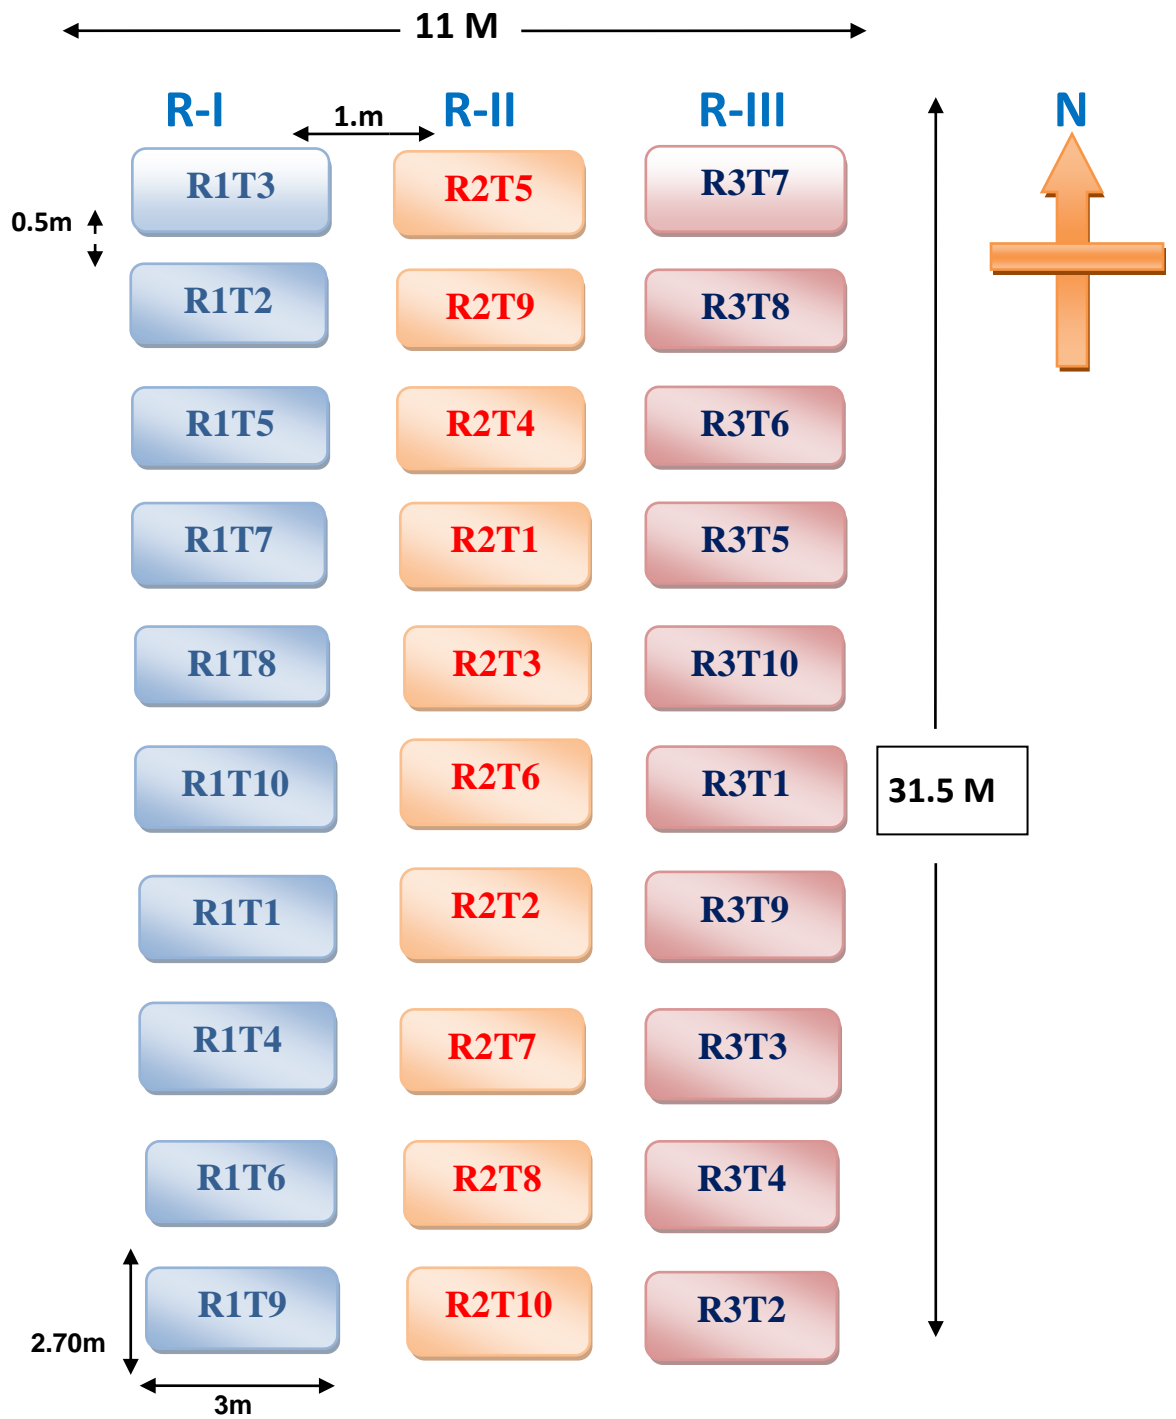 11 M
R-I 1.m R-II R-III N
R1T3 R2T5 R3T7
0.5m
R1T2 R2T9 R3T8
R1T5 R2T4 R3T6
R1T7 R2T1 R3T5
R1T8 R2T3 R3T10
R1T10 R2T6 R3T1 31.5 M
R1T1 R2T2 R3T9
R1T4 R2T7 R3T3
R1T6 R2T8 R3T4
R1T9 R2T10 R3T2
2.70m
3m